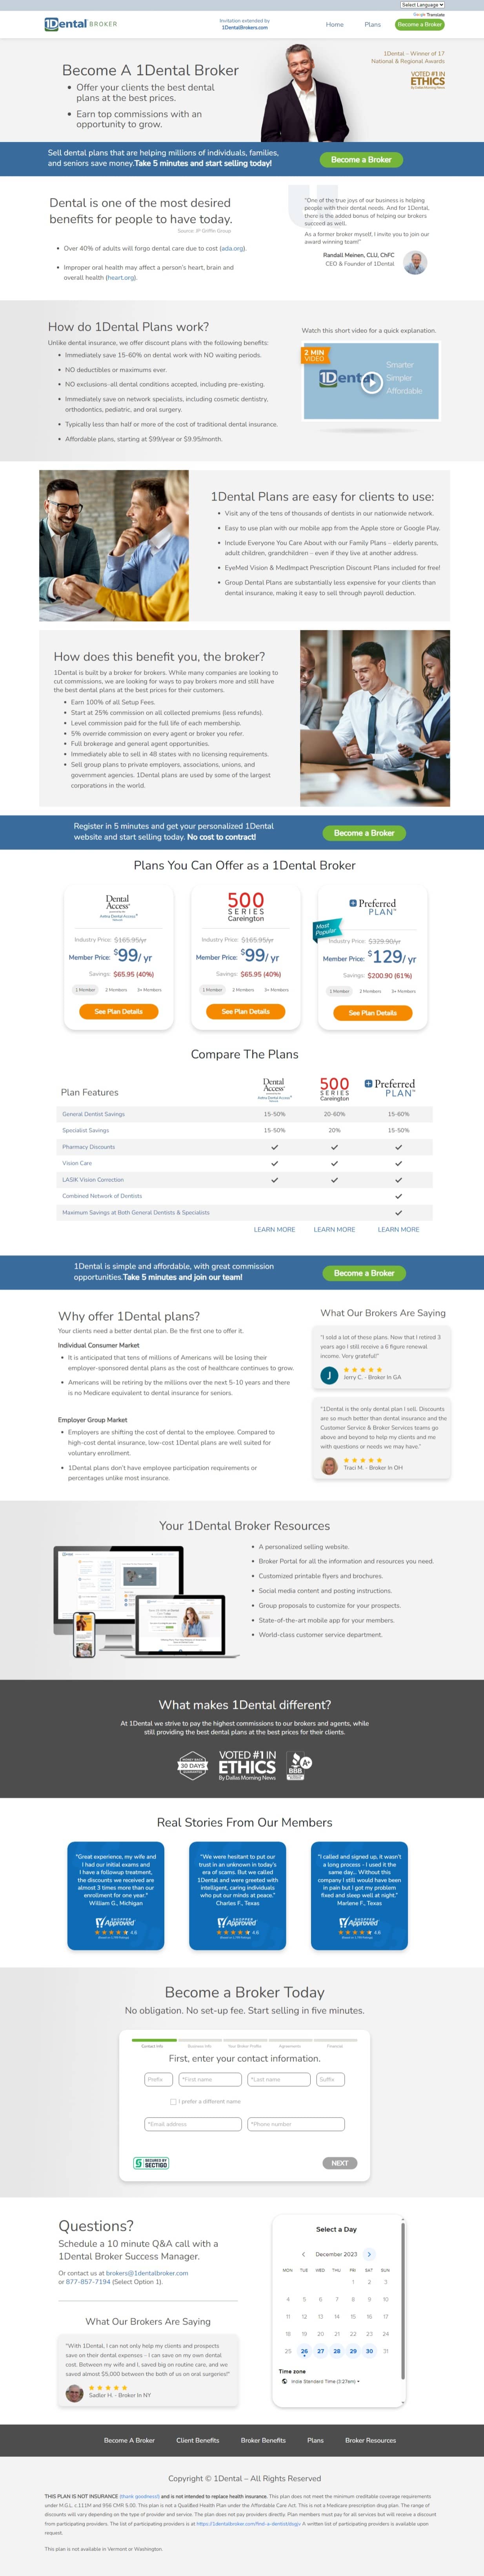 Select Language
1Dental BROKER
Invitation extended by
1DentalBrokers.com
Home
Plans
Translate
Become a Broker
Become A 1Dental Broker
Offer your clients the best dental
plans at the best prices.
Earn top commissions with an
opportunity to grow.
1Dental – Winner of 17
National & Regional Awards
VOTED #1 IN
ETHICS
By Dallas Morning News
Sell dental plans that are helping millions of individuals, families,
and seniors save money. Take 5 minutes and start selling today!
Become a Broker
Dental is one of the most desired
benefits for people to have today.
Source: IP Griffin Group
Over 40% of adults will forgo dental care due to cost (ada.org).
Improper oral health may affect a person's heart, brain and
overall health (heart.org).
"One of the true joys of our business is helping
people with their dental needs. And for 1Dental,
there is the added bonus of helping our brokers
succeed as well.
As a former broker myself, I invite you to join our
award winning team!"
Randall Meinen, CLU, ChFC
CEO & Founder of 1Dental
How do 1Dental Plans work?
Unlike dental insurance, we offer discount plans with the following benefits:
Immediately save 15-60% on dental work with NO waiting periods.
NO deductibles or maximums ever.
NO exclusions-all dental conditions accepted, including pre-existing.
Immediately save on network specialists, including cosmetic dentistry,
orthodontics, pediatric, and oral surgery.
Typically less than half or more of the cost of traditional dental insurance.
Affordable plans, starting at $99/year or $9.95/month.
Watch this short video for a quick explanation.
2 MIN
VIDEO
1Dental
Smarter
Simpler
Affordable
1Dental Plans are easy for clients to use:
Visit any of the tens of thousands of dentists in our nationwide network.
Easy to use plan with our mobile app from the Apple store or Google Play.
Include Everyone You Care About with our Family Plans – elderly parents,
adult children, grandchildren – even if they live at another address.
EyeMed Vision & MedImpact Prescription Discount Plans included for free!
Group Dental Plans are substantially less expensive for your clients than
dental insurance, making it easy to sell through payroll deduction.
How does this benefit you, the broker?
1Dental is built by a broker for brokers. While many companies are looking to
cut commissions, we are looking for ways to pay brokers more and still have
the best dental plans at the best prices for their customers.
Earn 100% of all Setup Fees.
Start at 25% commission on all collected premiums (less refunds).
Level commission paid for the full life of each membership.
5% override commission on every agent or broker you refer.
Full brokerage and general agent opportunities.
Immediately able to sell in 48 states with no licensing requirements.
Sell group plans to private employers, associations, unions, and
government agencies. 1Dental plans are used by some of the largest
corporations in the world.
Register in 5 minutes and get your personalized 1Dental
website and start selling today. No cost to contract!
Become a Broker
Plans You Can Offer as a 1Dental Broker
Dental
Access
Aetna Dental Access
500
SERIES
Careington
Preferred
PLAN
Most
Popular
Industry Price: $165.95/yr
Member Price: $99/ yr
Savings: $65.95 (40%)
1 Member 2 Members 3+ Members
See Plan Details
Industry Price: $165.95/yr
Member Price: $99/ yr
Savings: $65.95 (40%)
1 Member 2 Members 3+ Members
See Plan Details
Industry Price: $329.90/yr
Member Price: $129/ yr
Savings: $200.90 (61%)
1 Member 2 Members 3+ Members
See Plan Details
Compare The Plans
Plan Features
Dental
Access
Aetna Dental Access
500
SERIES
Careington
Preferred
PLAN
General Dentist Savings 15-50% 20-60% 15-60%
Specialist Savings 15-50% 20% 15-50%
Pharmacy Discounts
Vision Care
LASIK Vision Correction
Combined Network of Dentists
Maximum Savings at Both General Dentists & Specialists
LEARN MORE LEARN MORE LEARN MORE
1Dental is simple and affordable, with great commission
opportunities. Take 5 minutes and join our team!
Become a Broker
Why offer 1Dental plans?
Your clients need a better dental plan. Be the first one to offer it.
Individual Consumer Market
It is anticipated that tens of millions of Americans will be losing their
employer-sponsored dental plans as the cost of healthcare continues to grow.
Americans will be retiring by the millions over the next 5-10 years and there
is no Medicare equivalent to dental insurance for seniors.
Employer Group Market
Employers are shifting the cost of dental to the employee. Compared to
high-cost dental insurance, low-cost 1Dental plans are well suited for
voluntary enrollment.
1Dental plans don't have employee participation requirements or
percentages unlike most insurance.
What Our Brokers Are Saying
"I sold a lot of these plans. Now that I retired 3
years ago I still receive a 6 figure renewal
income. Very grateful!"
J
Jerry C. - Broker in GA
"1Dental is the only dental plan I sell. Discounts
are so much better than dental insurance and the
Customer Service & Broker Services teams go
above and beyond to help my clients and me
with questions or needs we may have."
Traci M. - Broker in OH
Your 1Dental Broker Resources
A personalized selling website.
Broker Portal for all the information and resources you need.
Customized printable flyers and brochures.
Social media content and posting instructions.
Group proposals to customize for your prospects.
State-of-the-art mobile app for your members.
World-class customer service department.
What makes 1Dental different?
At 1Dental we strive to pay the highest commissions to our brokers and agents, while
still providing the best dental plans at the best prices for their clients.
30 DAYS
VOTED #1 IN
ETHICS
By Dallas Morning News
BBB
A+
Real Stories From Our Members
"Great experience, my wife and
I had our initial exams and
I have a followup treatment,
the discounts we received are
almost 3 times more than our
enrollment for one year."
William G., Michigan
SHOPPER
Approved
4.6
"We were hesitant to put our
trust in an unknown in today's
era of scams. But we called
1Dental and were greeted with
intelligent, caring individuals
who put our minds at peace."
Charles F., Texas
SHOPPER
Approved
4.6
"I called and signed up, it wasn't
a long process - I used it the
same day... Without this
company I still would have been
in pain but I got my problem
fixed and sleep well at night."
Marlene F., Texas
SHOPPER
Approved
4.6
Become a Broker Today
No obligation. No set-up fee. Start selling in five minutes.
Contact Info Business Info Your Broker Profile Agreements Financial
First, enter your contact information.
Prefix *First name *Last name Suffix
I prefer a different name
*Email address *Phone number
SECURED BY
SECTIGO
NEXT
Questions?
Schedule a 10 minute Q&A call with a
1Dental Broker Success Manager.
Or contact us at brokers@1dentalbroker.com
or 877-857-7194 (Select Option 1).
What Our Brokers Are Saying
"With 1Dental, I can not only help my clients and prospects
save on their dental expenses – I can save on my own dental
cost. Between my wife and I, saved big on routine care, and we
saved almost $5,000 between the both of us on oral surgeries!"
Sadler H. - Broker in NY
Select a Day
December 2023
MON TUE WED THU FRI SAT SUN
1 2 3
4 5 6 7 8 9 10
11 12 13 14 15 16 17
18 19 20 21 22 23 24
25 26 27 28 29 30 31
Time zone
India Standard Time (3:27am)
Become A Broker
Client Benefits
Broker Benefits
Plans
Broker Resources
Copyright © 1Dental – All Rights Reserved
THIS PLAN IS NOT INSURANCE (thank goodness!) and is not intended to replace health insurance. This plan does not meet the minimum creditable coverage requirements
under M.G.L. c.111M and 956 CMR 5.00. This plan is not a Qualified Health Plan under the Affordable Care Act. This is not a Medicare prescription drug plan. The range of
discounts will vary depending on the type of provider and service. The plan does not pay providers directly. Plan members must pay for all services but will receive a discount
from participating providers. The list of participating providers is at https://1dentalbroker.com/find-a-dentist/bsgu A written list of participating providers is available upon
request.
This plan is not available in Vermont or Washington.